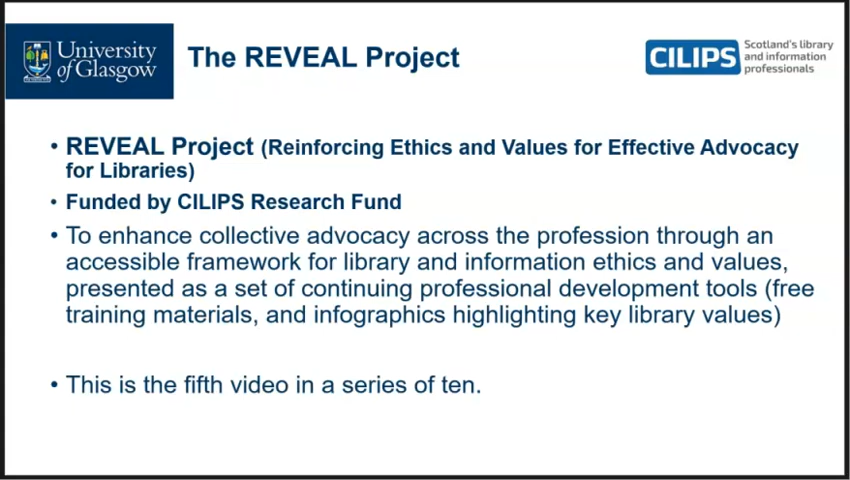 University
of Glasgow
The REVEAL Project
CILIPS
Scotland's library
and information
professionals
• REVEAL Project (Reinforcing Ethics and Values for Effective Advocacy
for Libraries)
• Funded by CILIPS Research Fund
• To enhance collective advocacy across the profession through an
accessible framework for library and information ethics and values,
presented as a set of continuing professional development tools (free
training materials, and infographics highlighting key library values)
• This is the fifth video in a series of ten.